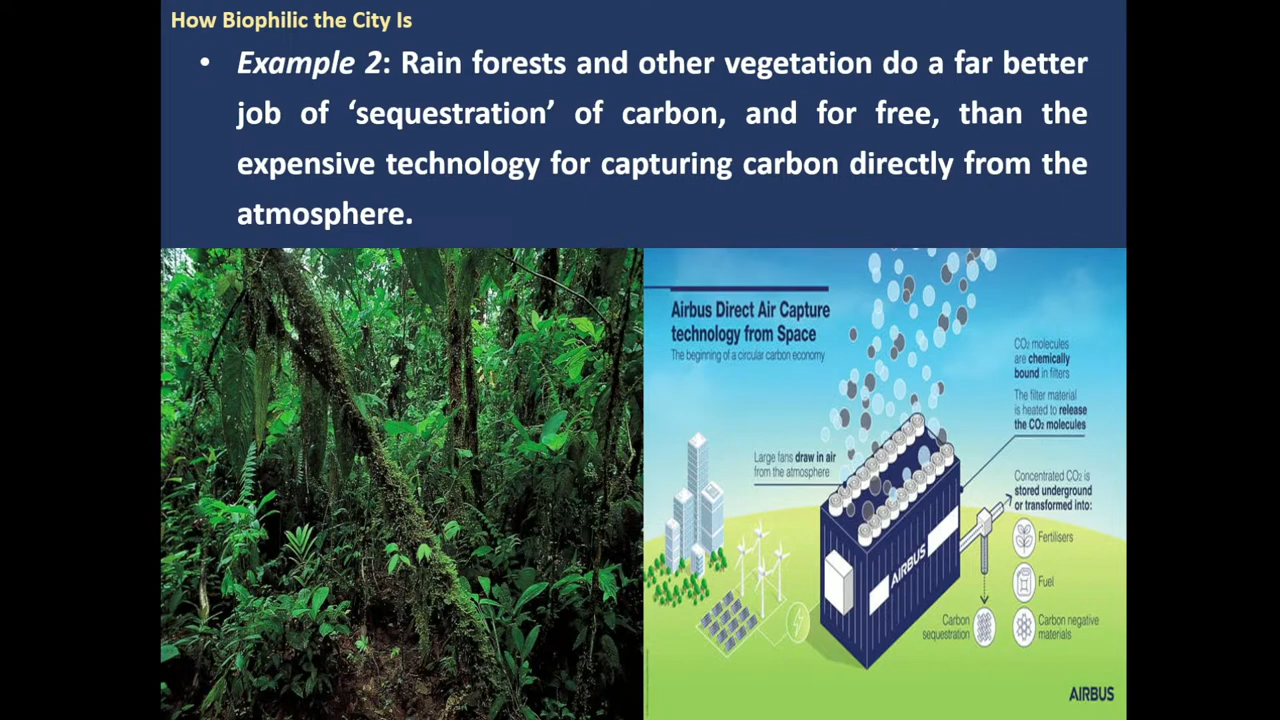 How Biophilic the City Is
• Example 2: Rain forests and other vegetation do a far better
job of ‘sequestration’ of carbon, and for free, than the
expensive technology for capturing carbon directly from the
atmosphere.
Airbus Direct Air Capture
technology from Space
The beginning of a circular carbon economy
CO2 molecules
are chemically
bound in filters
The filter material
is heated to release
the CO2 molecules
Large fans draw in air
from the atmosphere
Concentrated CO2 is
stored underground
or transformed into:
Fertilisers
AIRBUS
Fuel
Carbon
sequestration
Carbon negative
materials
AIRBUS